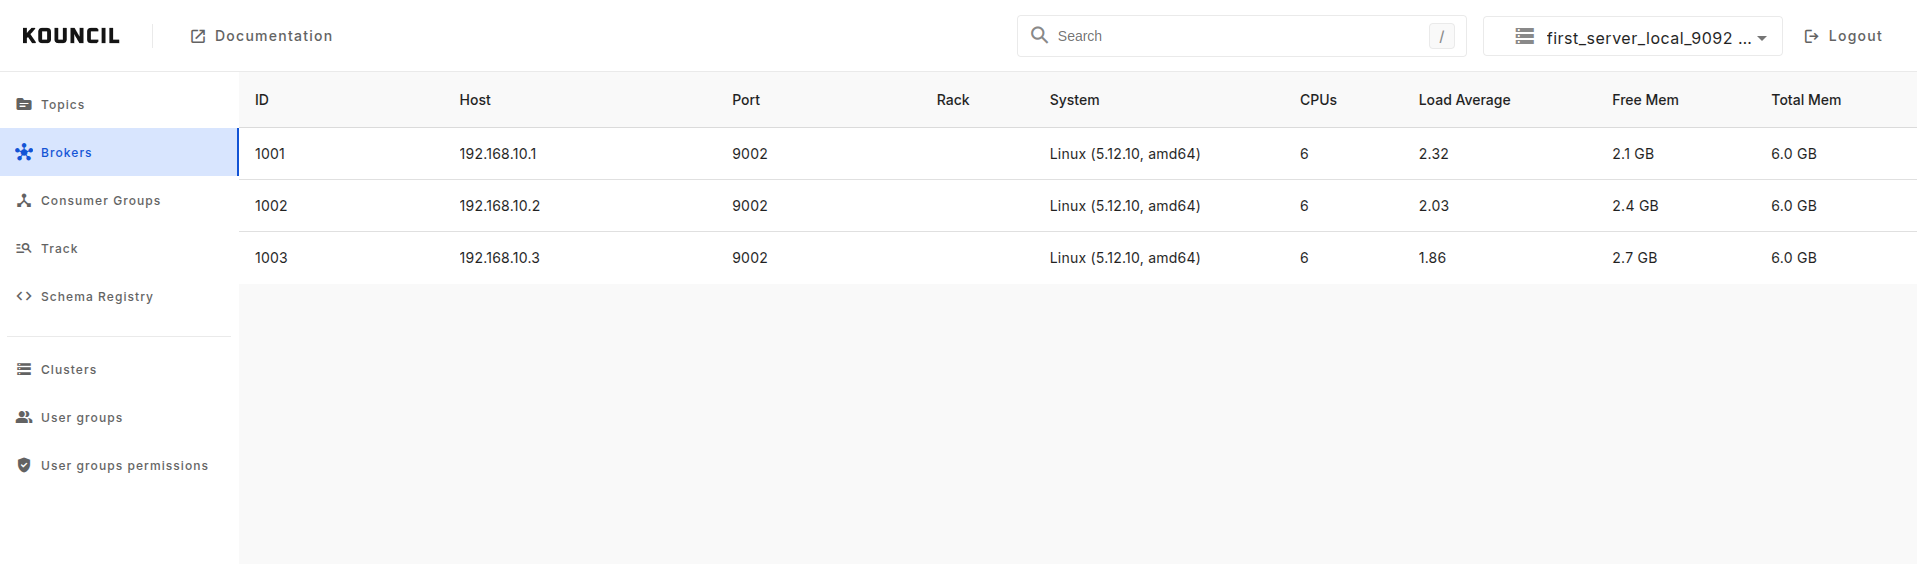 KOUNCIL Documentation Search / first_server_local_9092 ... Logout
Topics
Brokers
Consumer Groups
Track
Schema Registry
Clusters
User groups
User groups permissions
ID Host Port Rack System CPUs Load Average Free Mem Total Mem
1001 192.168.10.1 9002 Linux (5.12.10, amd64) 6 2.32 2.1 GB 6.0 GB
1002 192.168.10.2 9002 Linux (5.12.10, amd64) 6 2.03 2.4 GB 6.0 GB
1003 192.168.10.3 9002 Linux (5.12.10, amd64) 6 1.86 2.7 GB 6.0 GB